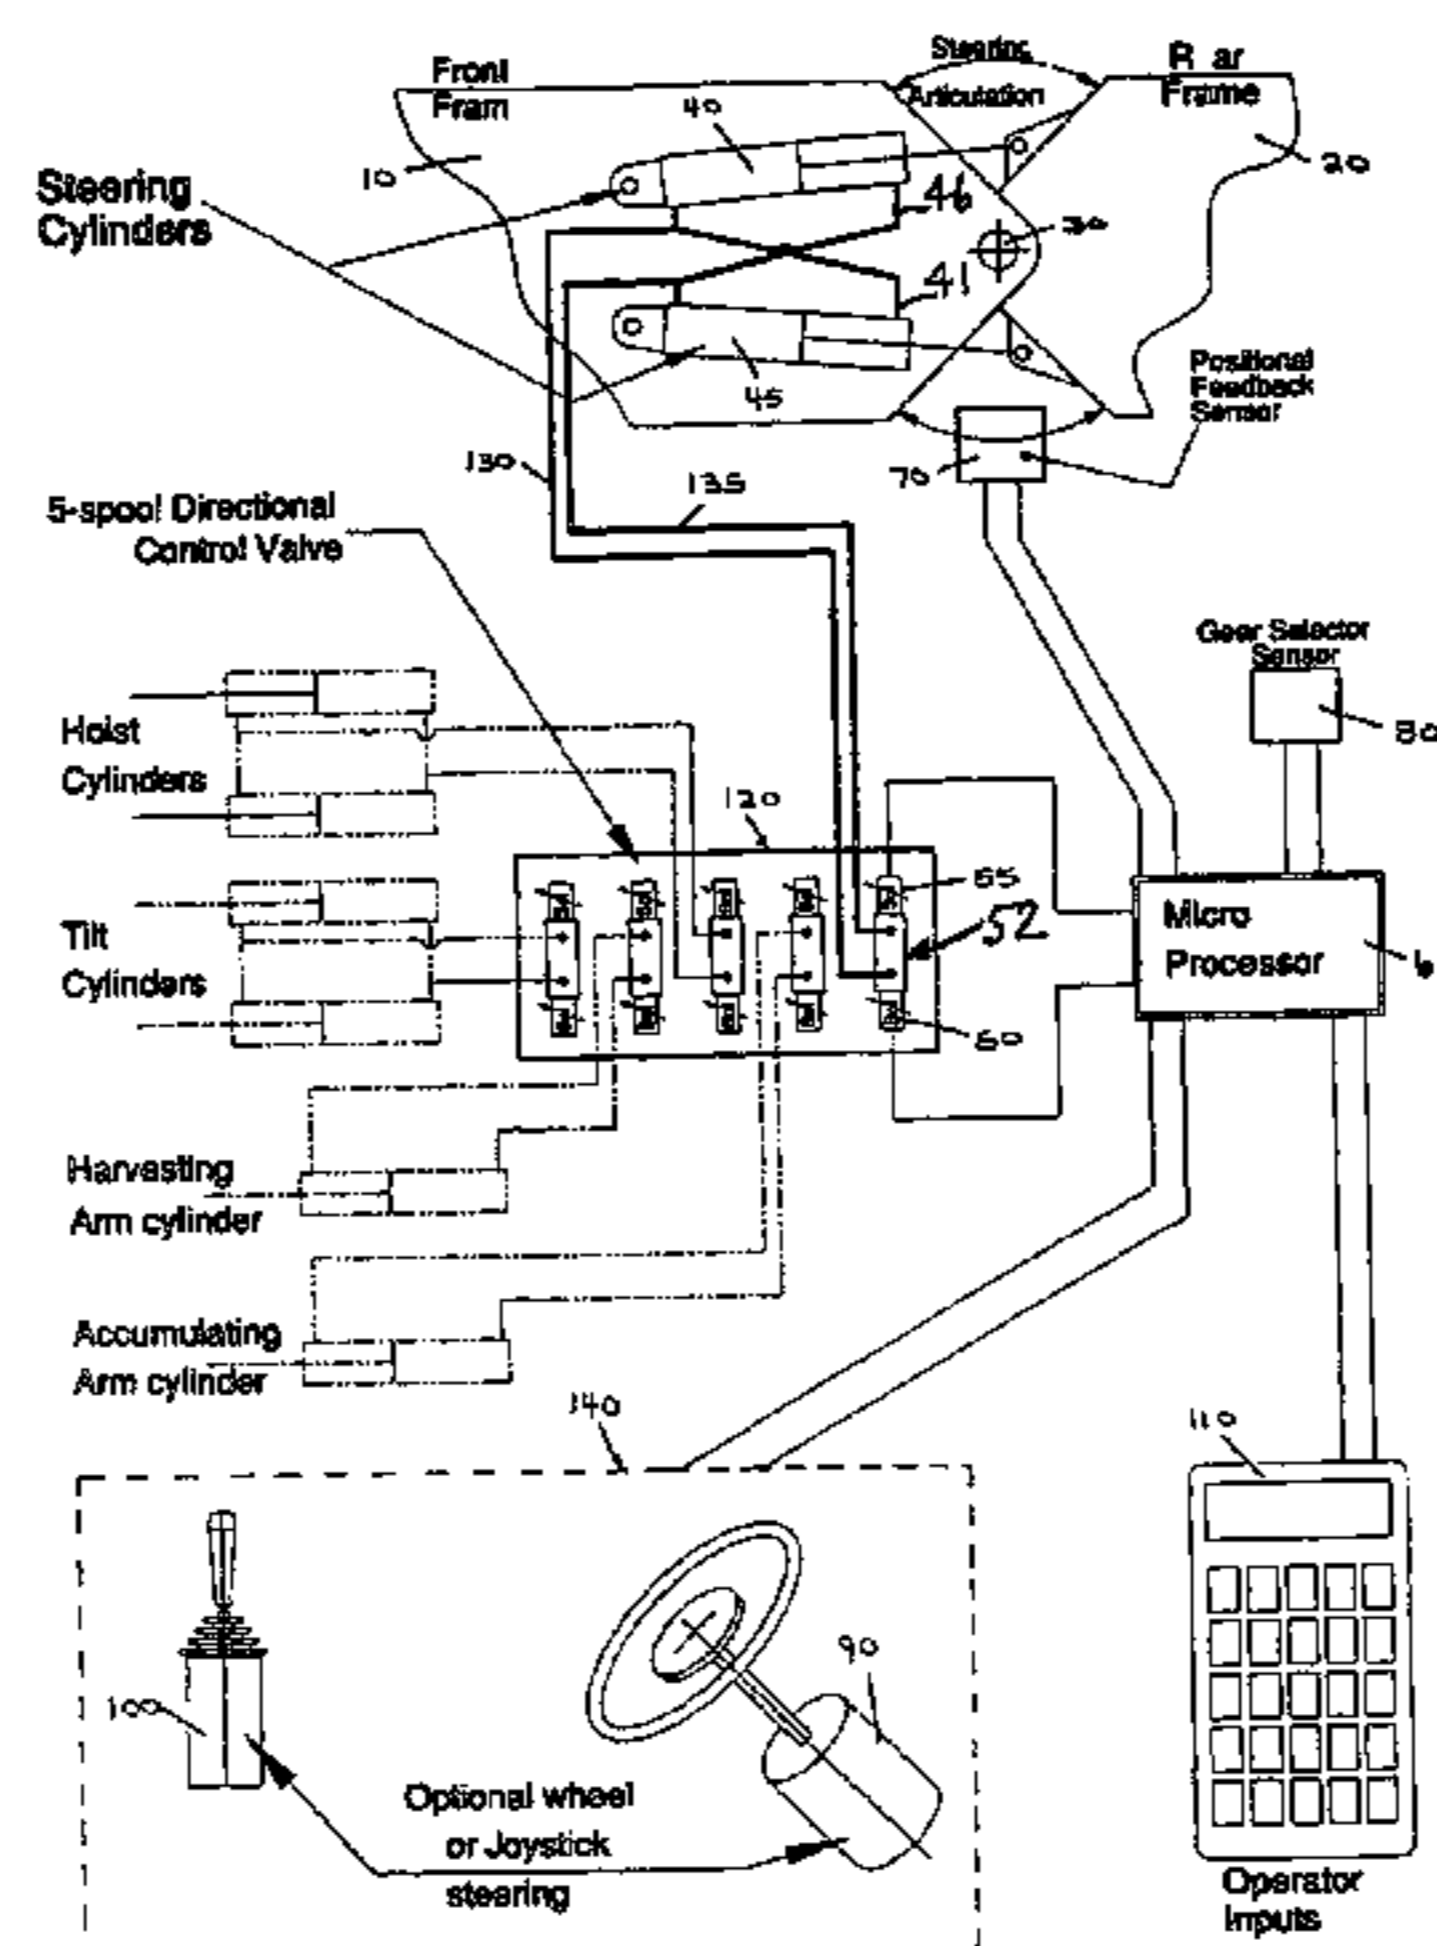 Front
Fram
10
40
Steering
Articulation
R ar
Frame
20
Steering
Cylinders
46
30
41
45
Positional
Feedback
Sensor
70
130
135
5-spool Directional
Control Valve
Gear Selector
Sensor
80
Hoist
Cylinders
120
55
52
60
Micro
Processor
Tilt
Cylinders
Harvesting
Arm cylinder
Accumulating
Arm cylinder
140
110
100
90
Optional wheel
or Joystick
steering
Operator
Inputs